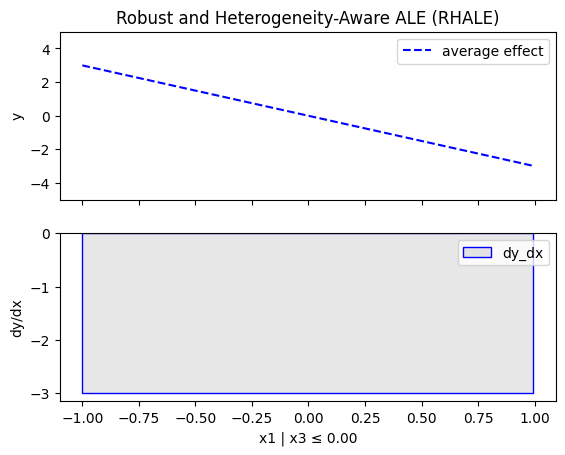 Robust and Heterogeneity-Aware ALE (RHALE)
4
2
0
−2
−4
y
average effect
0
−1
−2
−3
dy/dx
dy_dx
−1.00 −0.75 −0.50 −0.25 0.00 0.25 0.50 0.75 1.00
x1 | x3 ≤ 0.00